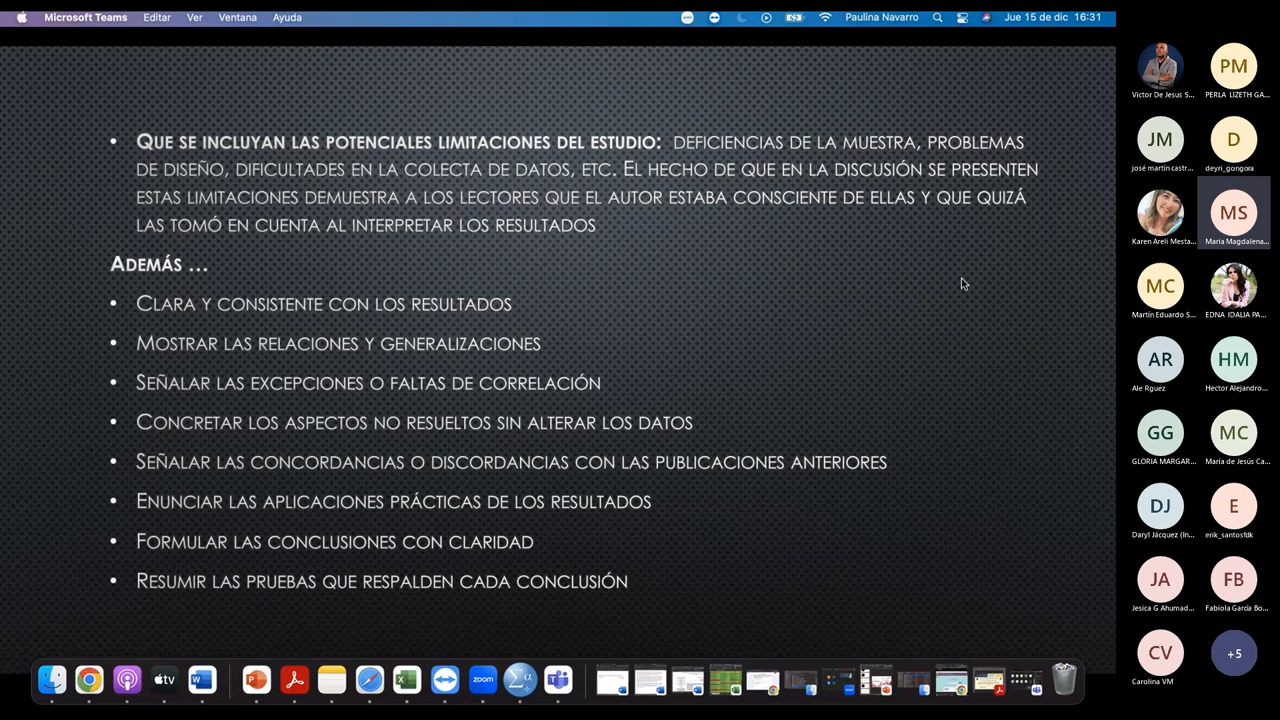 Microsoft Teams Editar Ver Ventana Ayuda Paulina Navarro Jue 15 de dic 16:31
• QUE SE INCLUYAN LAS POTENCIALES LIMITACIONES DEL ESTUDIO: DEFICIENCIAS DE LA MUESTRA, PROBLEMAS
DE DISEÑO, DIFICULTADES EN LA COLECTA DE DATOS, ETC. EL HECHO DE QUE EN LA DISCUSIÓN SE PRESENTEN
ESTAS LIMITACIONES DEMUESTRA A LOS LECTORES QUE EL AUTOR ESTABA CONSCIENTE DE ELLAS Y QUE QUIZÁ
LAS TOMÓ EN CUENTA AL INTERPRETAR LOS RESULTADOS
ADEMÁS ...
• CLARA Y CONSISTENTE CON LOS RESULTADOS
• MOSTRAR LAS RELACIONES Y GENERALIZACIONES
• SEÑALAR LAS EXCEPCIONES O FALTAS DE CORRELACIÓN
• CONCRETAR LOS ASPECTOS NO RESUELTOS SIN ALTERAR LOS DATOS
• SEÑALAR LAS CONCORDANCIAS O DISCORDANCIAS CON LAS PUBLICACIONES ANTERIORES
• ENUNCIAR LAS APLICACIONES PRÁCTICAS DE LOS RESULTADOS
• FORMULAR LAS CONCLUSIONES CON CLARIDAD
• RESUMIR LAS PRUEBAS QUE RESPALDEN CADA CONCLUSIÓN
tv zoom
PM
Victor De Jesus S... PERLA LIZETH GA...
JM D
josé martín castr... deyri_gongora
MS
Karen Areli Mesta... Maria Magdalena...
MC
Martín Eduardo S... EDNA IDALIA PA...
AR HM
Ale Rguez Hector Alejandro...
GG MC
GLORIA MARGAR... María de Jesús Ca...
DJ E
Daryl Jácquez (In... erik_santosfdk
JA FB
Jesica G Ahumad... Fabiola García Bo...
CV +5
Carolina VM